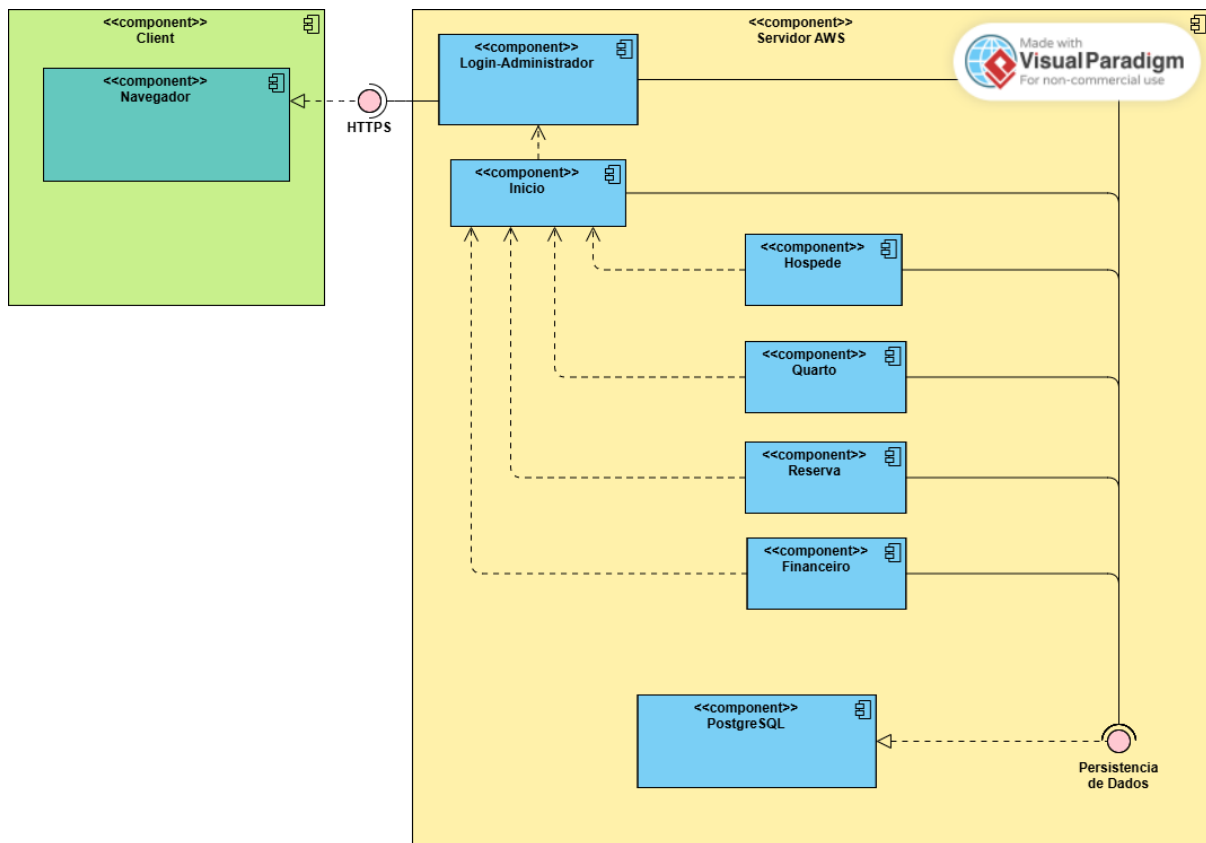 <<component>>
Client
<<component>>
Navegador
HTTPS
<<component>>
Servidor AWS
Made with
Visual Paradigm
For non-commercial use
<<component>>
Login-Administrador
<<component>>
Inicio
<<component>>
Hospede
<<component>>
Quarto
<<component>>
Reserva
<<component>>
Financeiro
<<component>>
PostgreSQL
Persistencia
de Dados